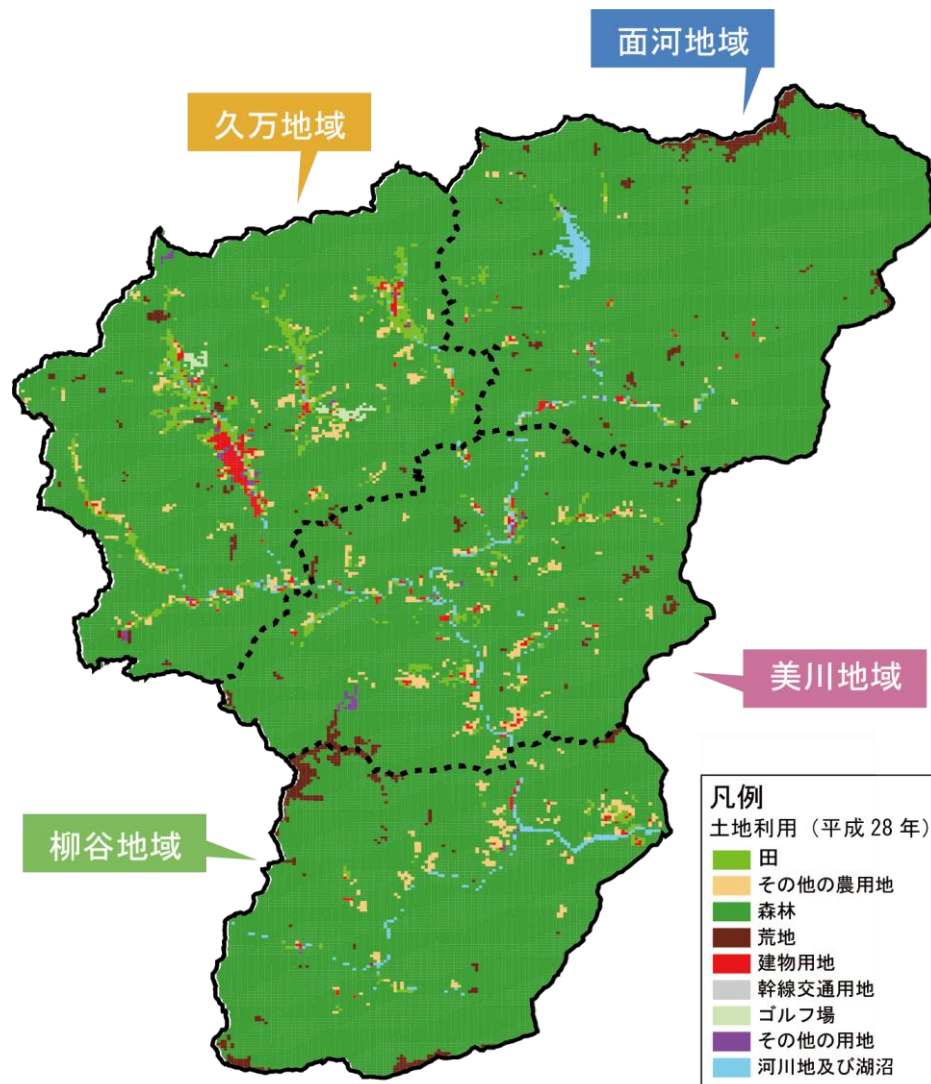 面河地域
久万地域
美川地域
柳谷地域
凡例
土地利用（平成 28 年）
田
その他の農用地
森林
荒地
建物用地
幹線交通用地
ゴルフ場
その他の用地
河川地及び湖沼